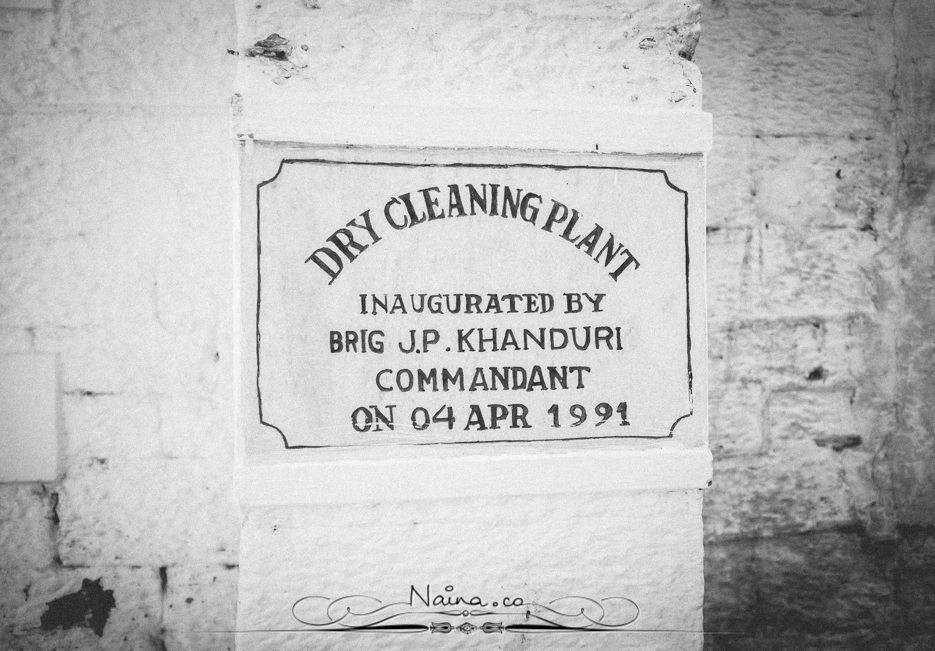 DRY CLEANING PLANT
INAUGURATED BY
BRIG J.P. KHANDURI
COMMANDANT
ON 04 APR 1991
Naina.co